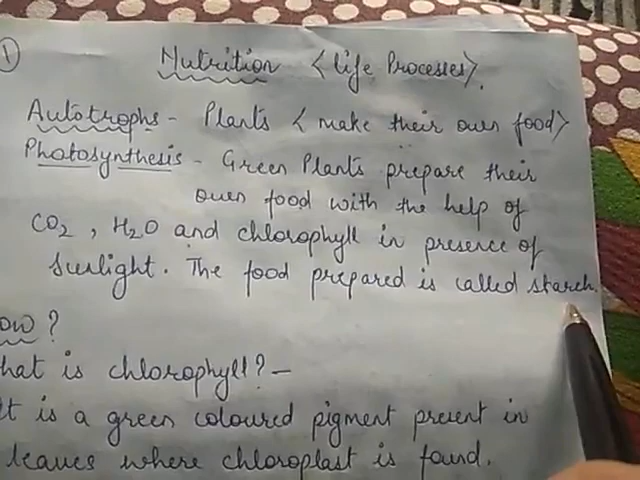 1
Nutrition <life Processes>.
Autotrophs - Plants <make their own food>
Photosynthesis - Green Plants prepare their
own food with the help of
CO2, H2O and chlorophyll in presence of
Sunlight. The food prepared is called starch.
ow?
hat is chlorophyll? -
It is a green coloured pigment present in
leaves where chloroplast is found.